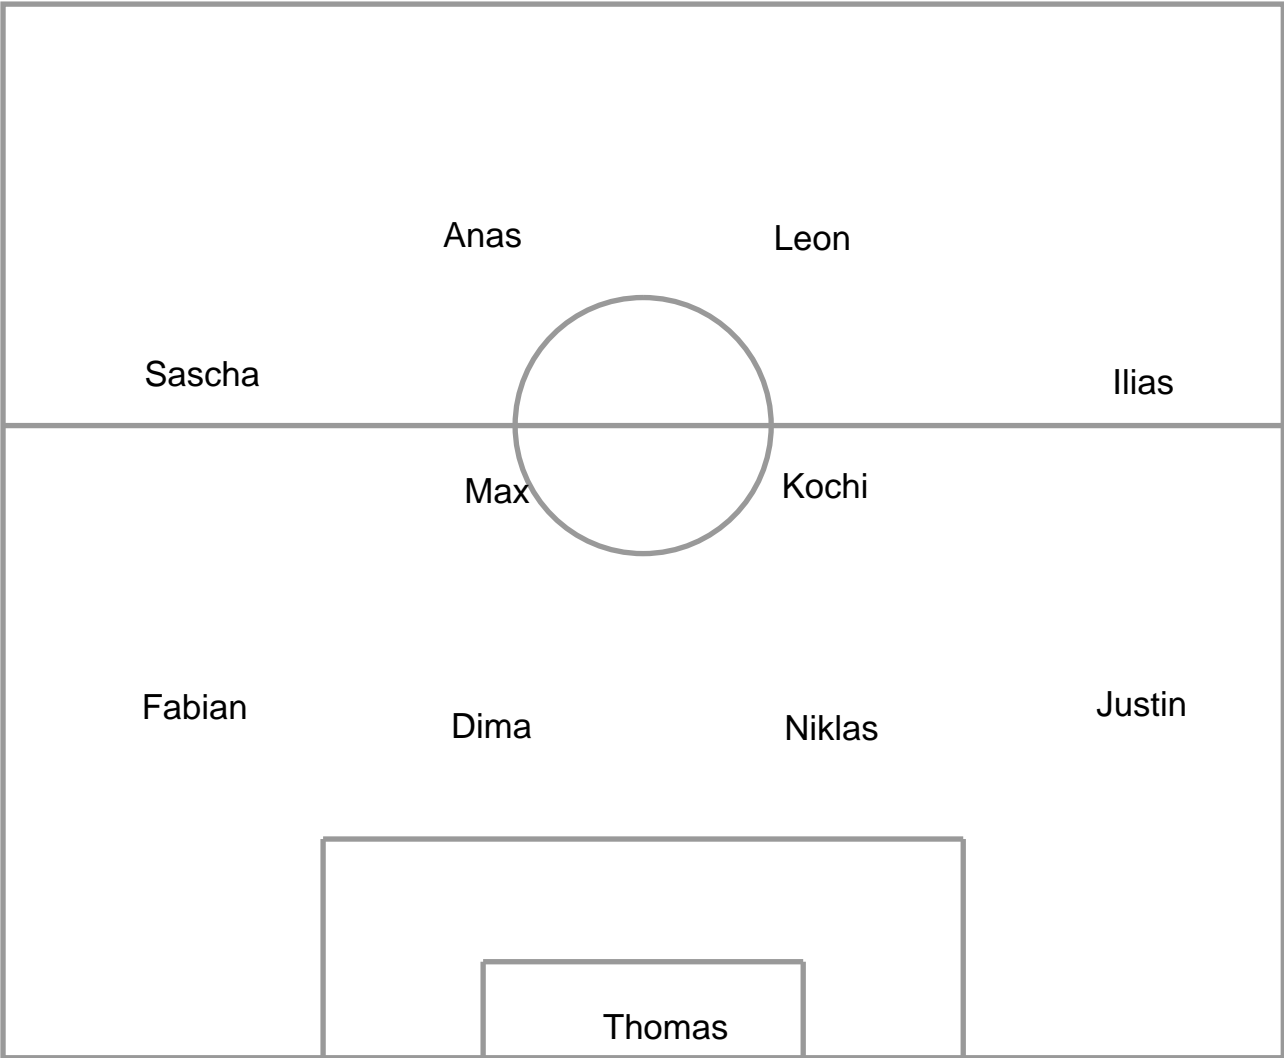 Anas
Leon
Sascha
Ilias
Max
Kochi
Fabian
Dima
Niklas
Justin
Thomas